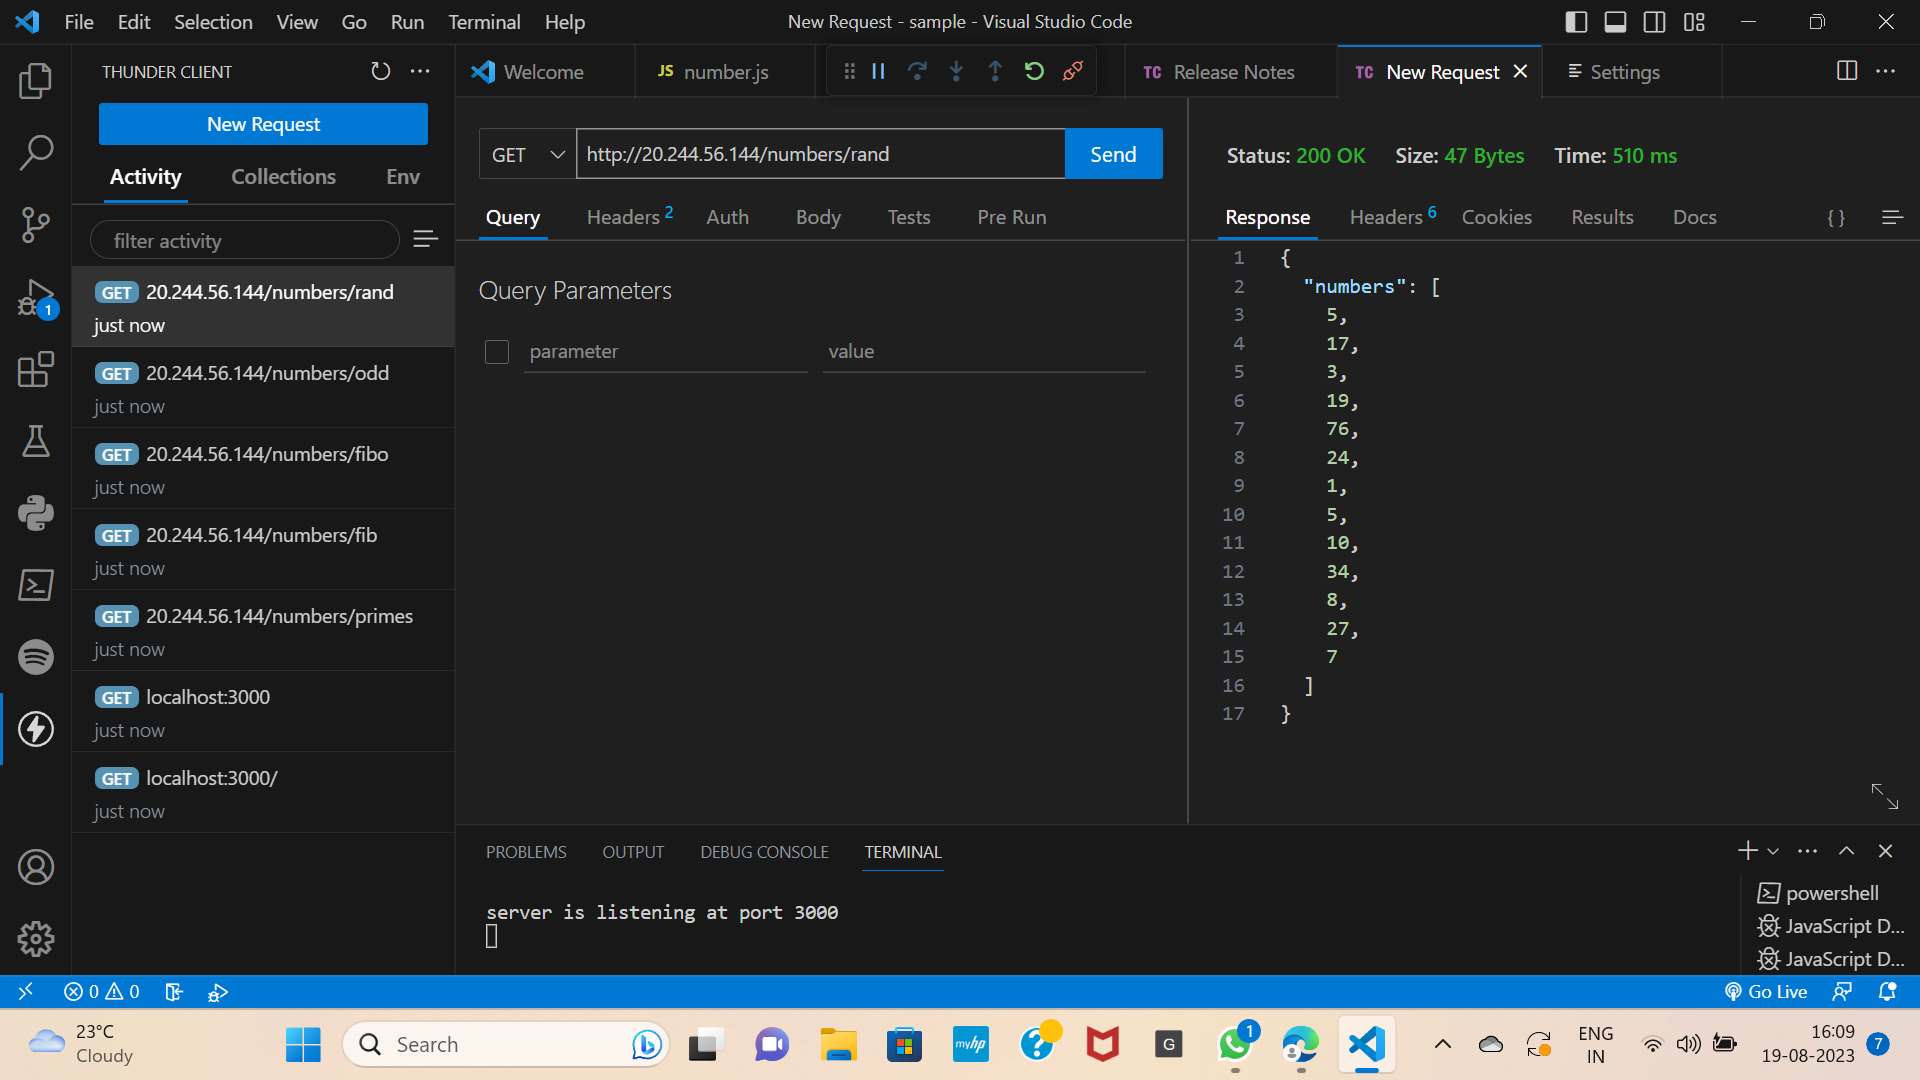 File Edit Selection View Go Run Terminal Help
New Request - sample - Visual Studio Code
THUNDER CLIENT
New Request
Activity Collections Env
filter activity
GET 20.244.56.144/numbers/rand
just now
GET 20.244.56.144/numbers/odd
just now
GET 20.244.56.144/numbers/fibo
just now
GET 20.244.56.144/numbers/fib
just now
GET 20.244.56.144/numbers/primes
just now
GET localhost:3000
just now
GET localhost:3000/
just now
1
Welcome
JS number.js
TC Release Notes
TC New Request
Settings
GET http://20.244.56.144/numbers/rand Send
Query Headers 2 Auth Body Tests Pre Run
Query Parameters
parameter value
Status: 200 OK Size: 47 Bytes Time: 510 ms
Response Headers 6 Cookies Results Docs { }
1 {
2 "numbers": [
3 5,
4 17,
5 3,
6 19,
7 76,
8 24,
9 1,
10 5,
11 10,
12 34,
13 8,
14 27,
15 7
16 ]
17 }
PROBLEMS OUTPUT DEBUG CONSOLE TERMINAL
server is listening at port 3000
powershell
JavaScript D...
JavaScript D...
0 0
Go Live
23°C
Cloudy
Search
myhp
G
1
ENG
IN
16:09
19-08-2023
7